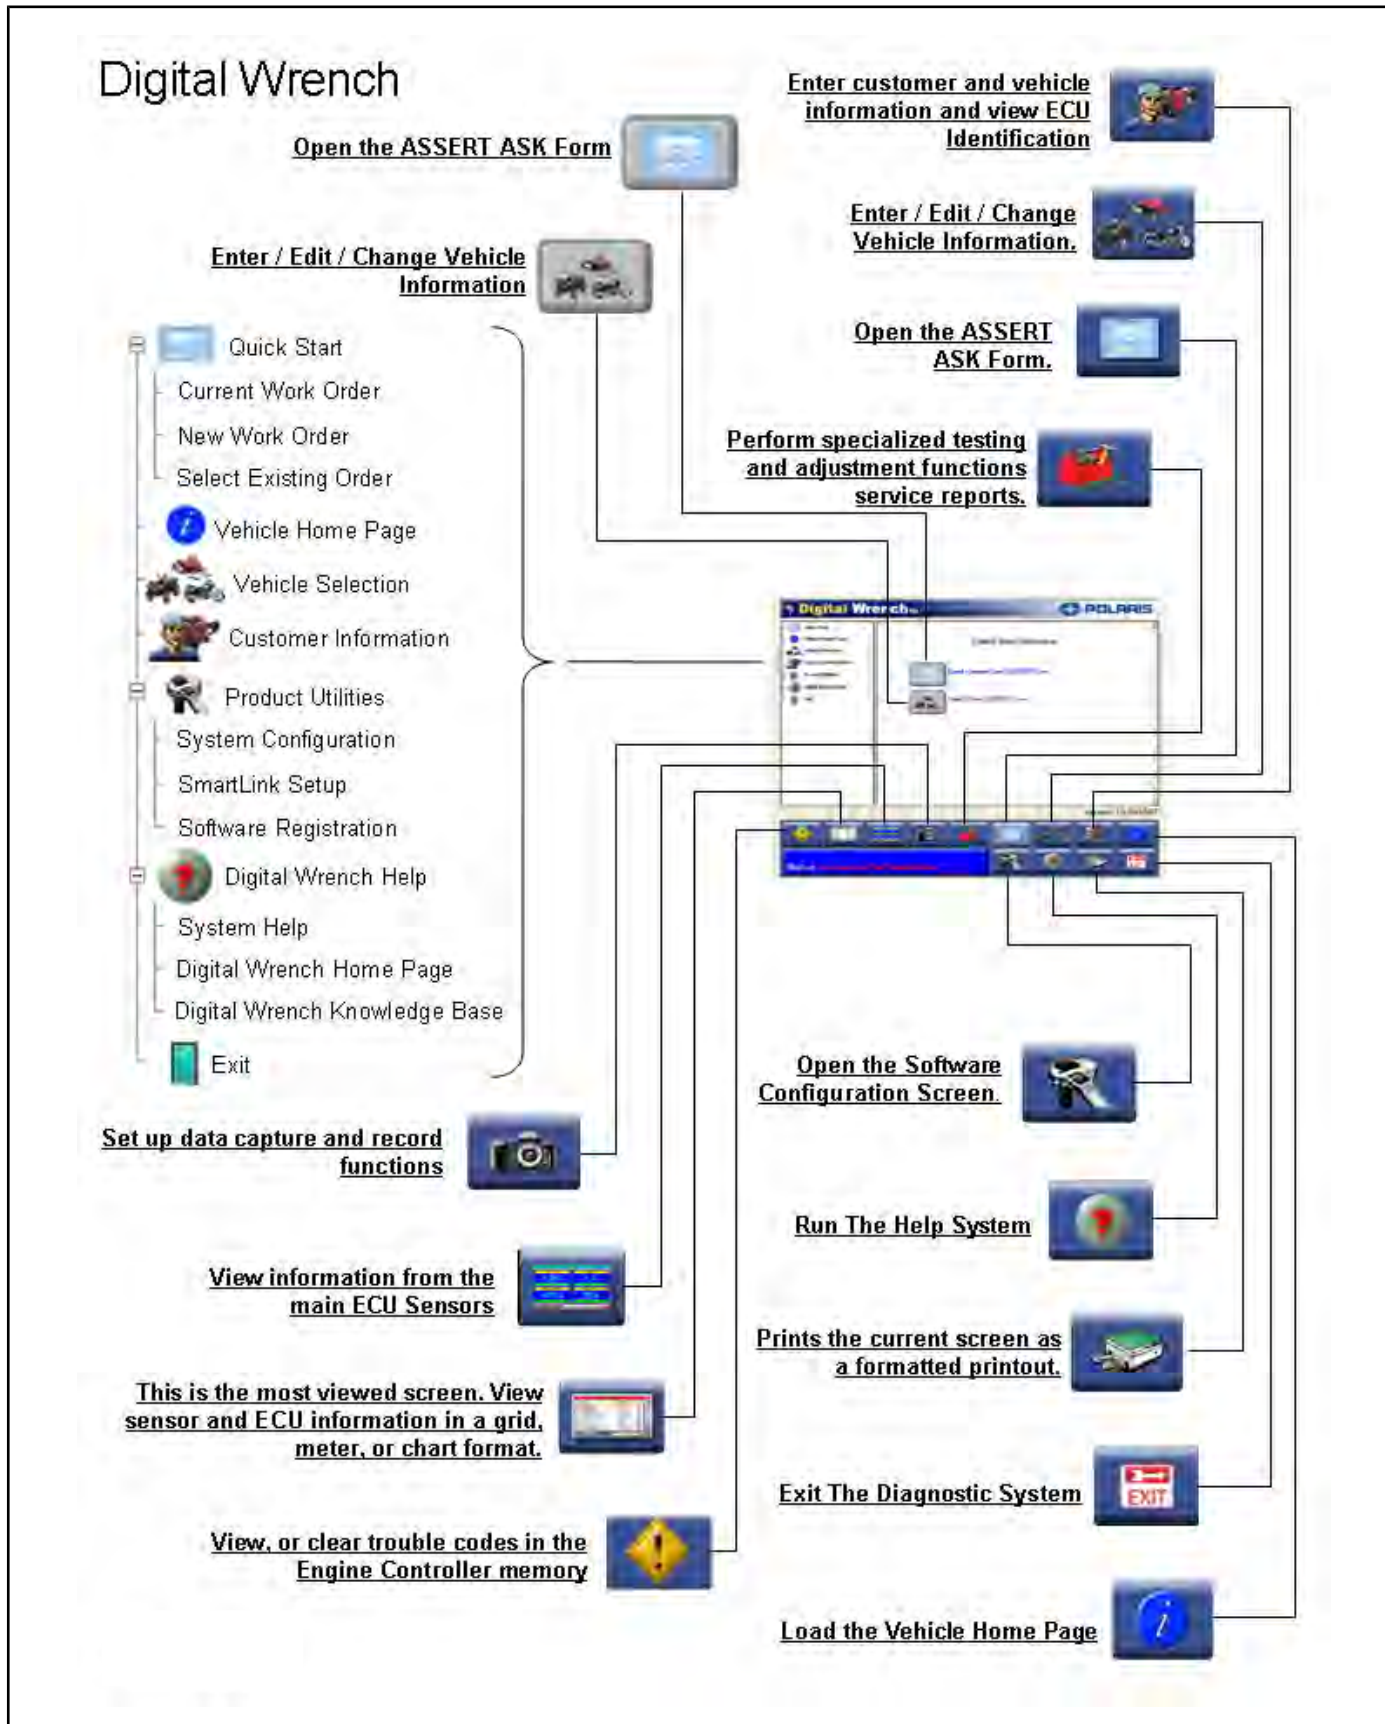 Digital Wrench
Enter customer and vehicle
information and view ECU
Identification
Open the ASSERT ASK Form
Enter / Edit / Change
Vehicle Information.
Enter / Edit / Change Vehicle
Information
Open the ASSERT
ASK Form.
Quick Start
Current Work Order
New Work Order
Select Existing Order
Vehicle Home Page
Vehicle Selection
Customer Information
Product Utilities
System Configuration
SmartLink Setup
Software Registration
Digital Wrench Help
System Help
Digital Wrench Home Page
Digital Wrench Knowledge Base
Exit
Perform specialized testing
and adjustment functions
service reports.
Digital Wrench
POLARIS
Open the Software
Configuration Screen.
Set up data capture and record
functions
Run The Help System
View information from the
main ECU Sensors
Prints the current screen as
a formatted printout.
This is the most viewed screen. View
sensor and ECU information in a grid,
meter, or chart format.
Exit The Diagnostic System
EXIT
View, or clear trouble codes in the
Engine Controller memory
Load the Vehicle Home Page